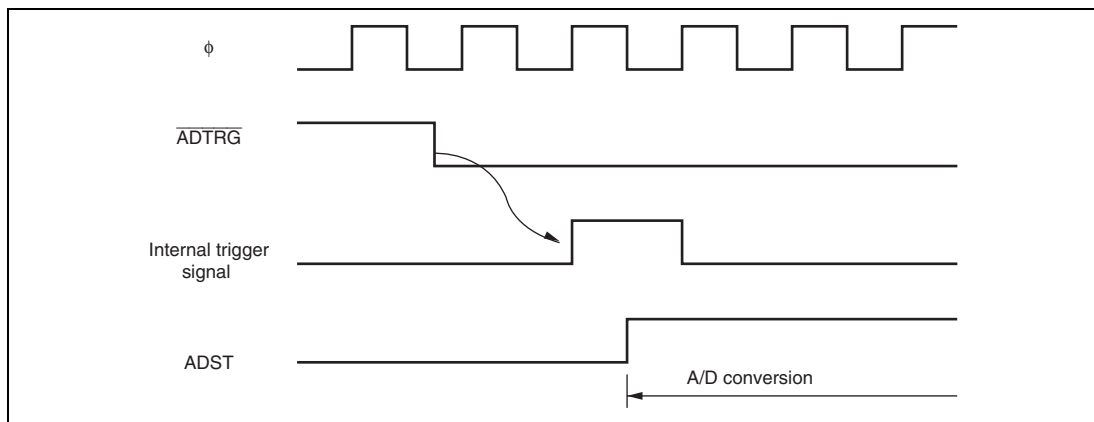 ϕ
ADTRG
Internal trigger
signal
ADST
A/D conversion